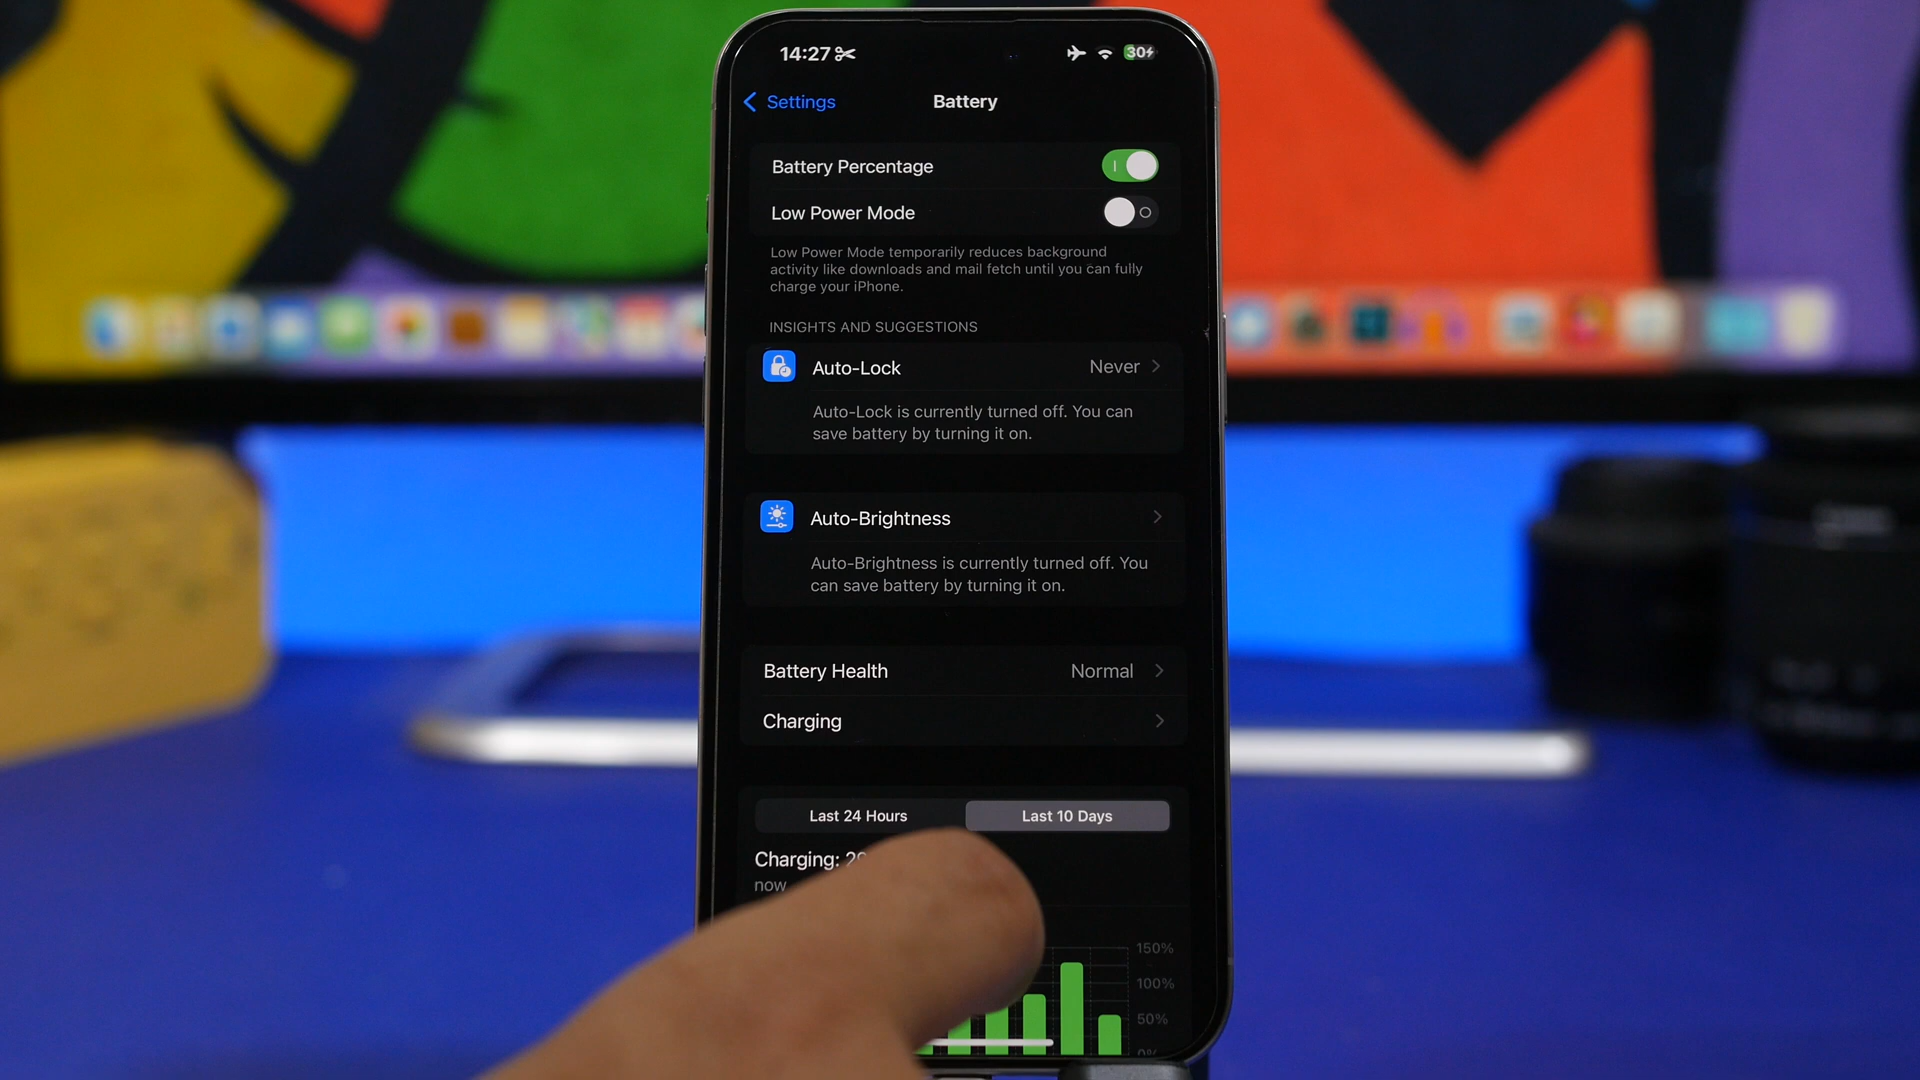 14:27
30
Settings
Battery
Battery Percentage
Low Power Mode
Low Power Mode temporarily reduces background
activity like downloads and mail fetch until you can fully
charge your iPhone.
INSIGHTS AND SUGGESTIONS
Auto-Lock Never
Auto-Lock is currently turned off. You can
save battery by turning it on.
Auto-Brightness
Auto-Brightness is currently turned off. You
can save battery by turning it on.
Battery Health Normal
Charging
Last 24 Hours Last 10 Days
Charging:
now
150%
100%
50%
0%